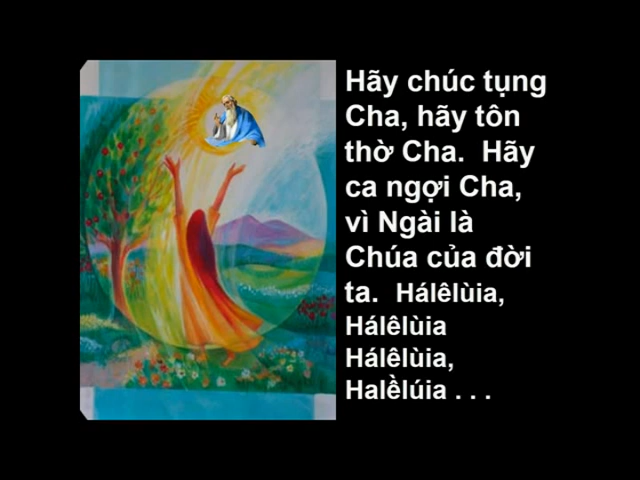 Hãy chúc tụng
Cha, hãy tôn
thờ Cha. Hãy
ca ngợi Cha,
vì Ngài là
Chúa của đời
ta. Hálêlùia,
Hálêlùia
Hálêlùia,
Halềlúia . . .